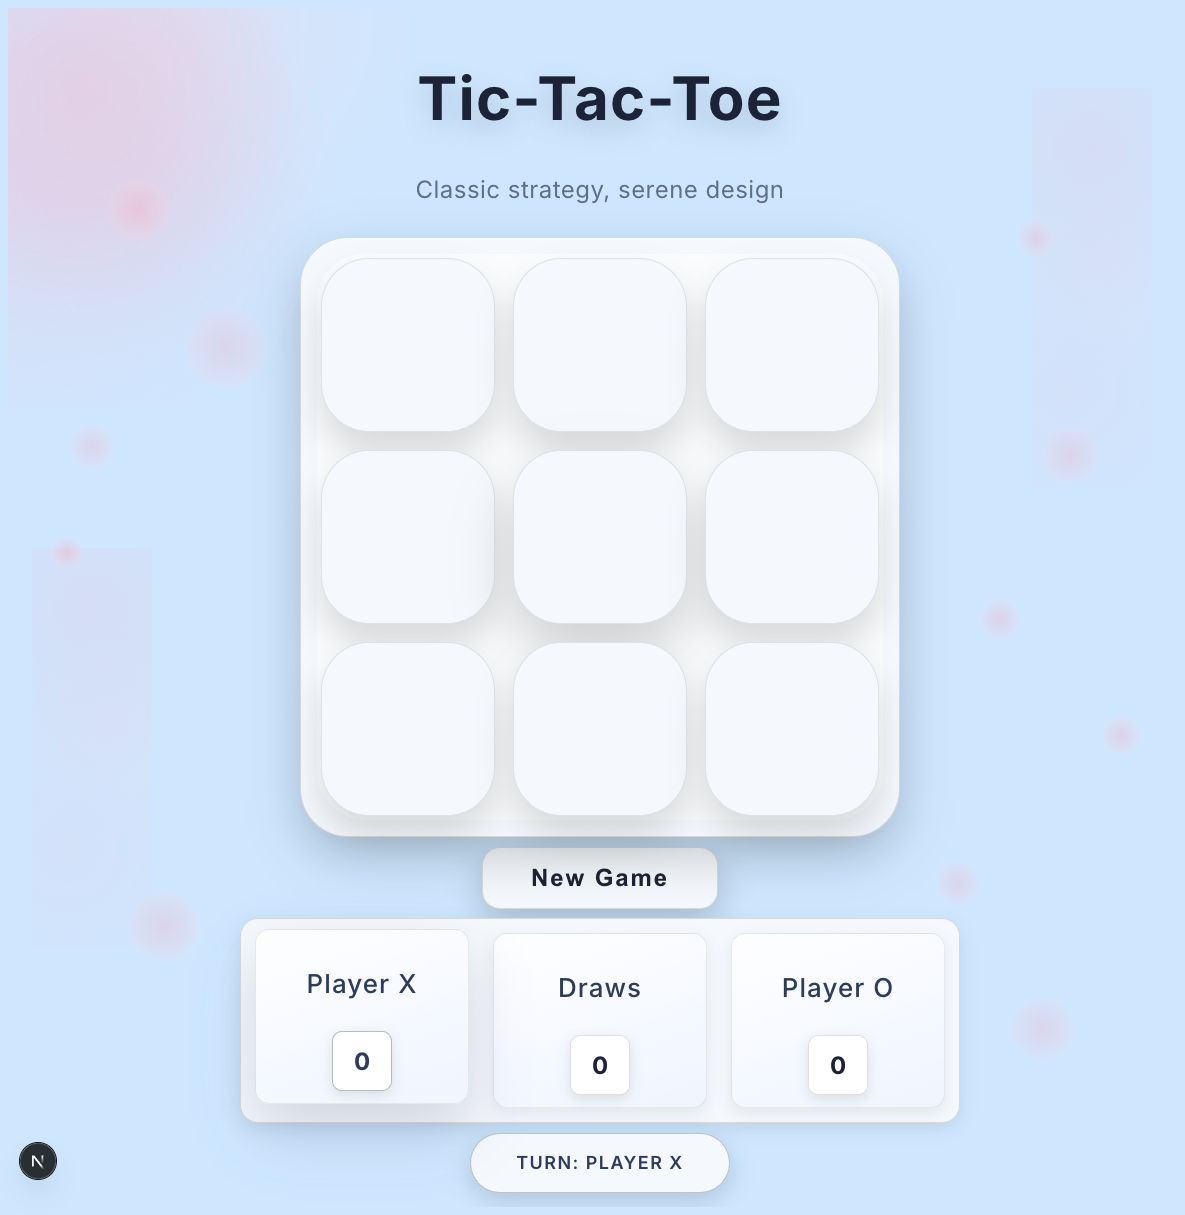 Tic-Tac-Toe
Classic strategy, serene design
New Game
Player X
Draws
Player O
0
0
0
TURN: PLAYER X
N